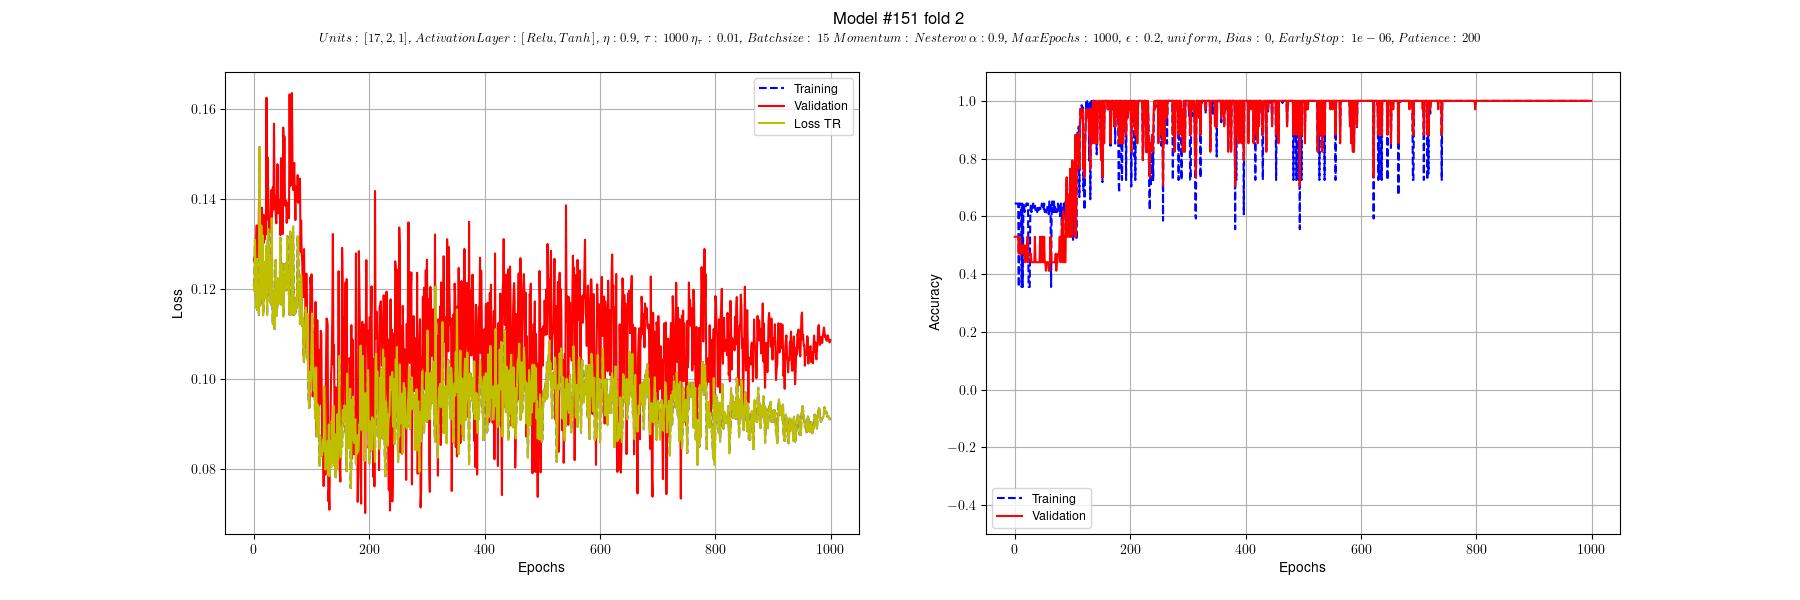 Model #151 fold 2
Units : [17, 2, 1], ActivationLayer : [Relu, Tanh], η : 0.9, τ : 1000 η_τ : 0.01, Batchsize : 15 Momentum : Nesterov α : 0.9, MaxEpochs : 1000, ϵ : 0.2, uniform, Bias : 0, EarlyStop : 1e − 06, Patience : 200
Training
Validation
Loss TR
0.16
0.14
0.12
0.10
0.08
Loss
0 200 400 600 800 1000
Epochs
1.0
0.8
0.6
0.4
0.2
0.0
−0.2
−0.4
Accuracy
Training
Validation
0 200 400 600 800 1000
Epochs